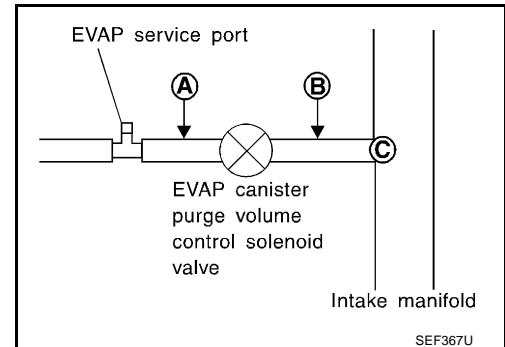 EVAP service port
A
B
C
EVAP canister
purge volume
control solenoid
valve
Intake manifold
SEF367U